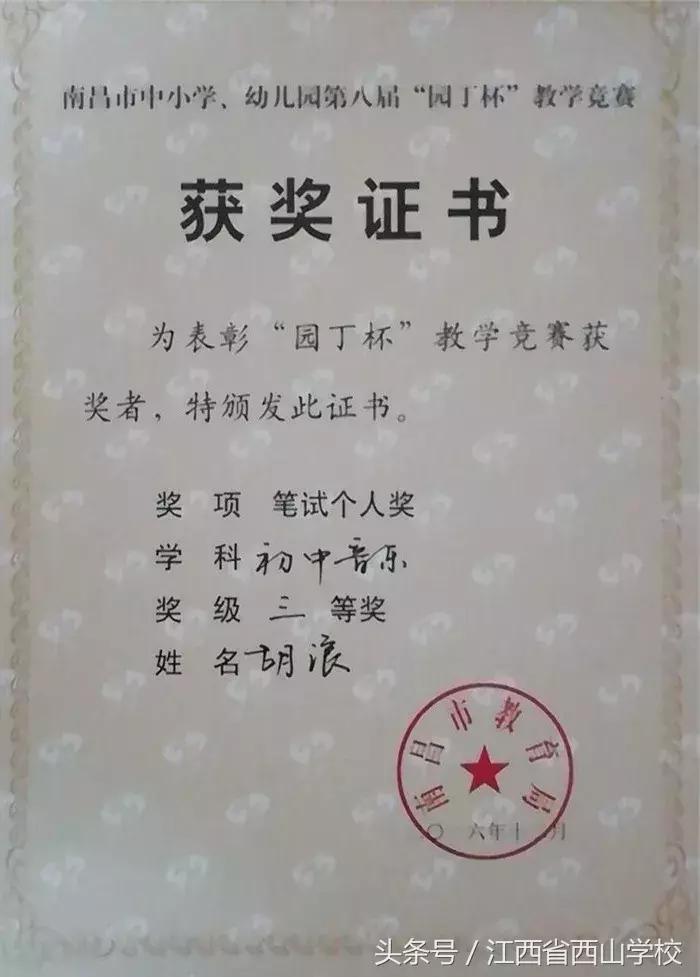 南昌市中小学、幼儿园第八届“园丁杯”教学竞赛
获奖证书
为表彰“园丁杯”教学竞赛获
奖者，特颁发此证书。
奖 项 笔试个人奖
学 科 初中音乐
奖 级 三 等奖
姓 名 胡浪
南昌市教育局
〇 六年十 月
头条号／江西省西山学校